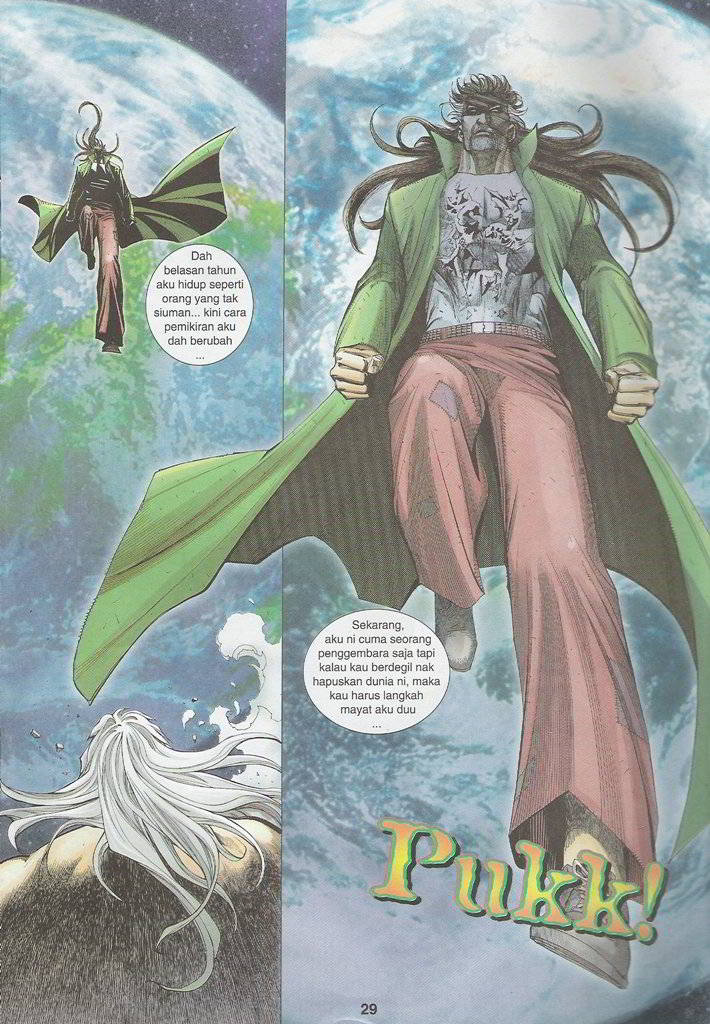 Dah
belasan tahun
aku hidup seperti
orang yang tak
siuman... kini cara
pemikiran aku
dah berubah
...
Sekarang,
aku ni cuma seorang
penggembara saja tapi
kalau kau berdegil nak
hapuskan dunia ni, maka
kau harus langkah
mayat aku duu
...
Pukk!
29